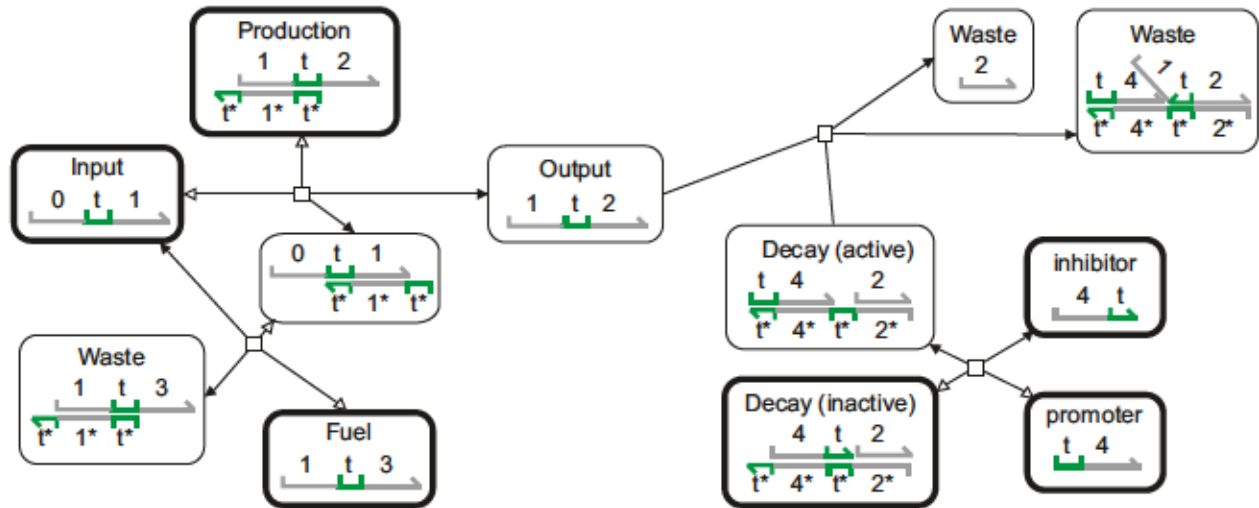 Production
1 t 2
t* 1* t*
Input
0 t 1
0 t 1
t* 1* t*
Waste
1 t 3
t* 1* t*
Fuel
1 t 3
Output
1 t 2
Waste
2
Waste
t 4 1 t 2
t* 4* t* 2*
Decay (active)
t 4 2
t* 4* t* 2*
Decay (inactive)
4 t 2
t* 4* t* 2*
inhibitor
4 t
promoter
t 4